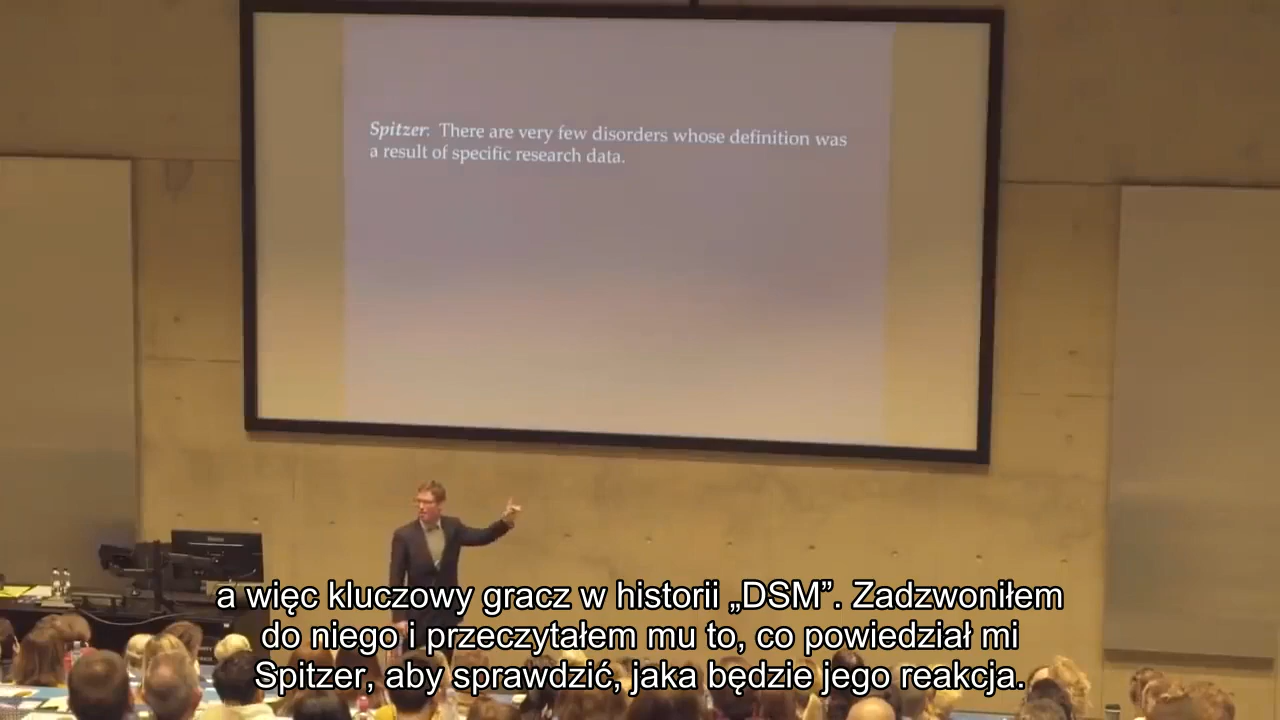 Spitzer: There are very few disorders whose definition was
a result of specific research data.
a więc kluczowy gracz w historii „DSM”. Zadzwoniłem
do niego i przeczytałem mu to, co powiedział mi
Spitzer, aby sprawdzić, jaka będzie jego reakcja.